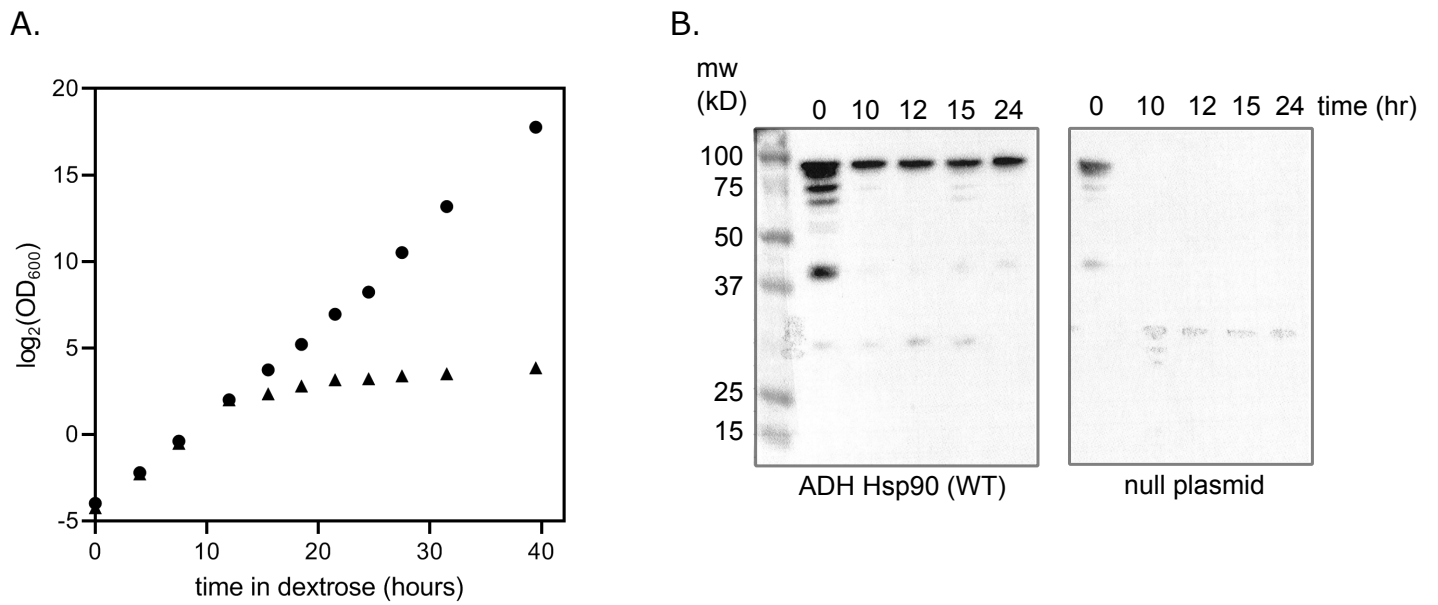 A.
20
15
10
5
0
-5
log2(OD600)
0 10 20 30 40
time in dextrose (hours)
B.
mw
(kD)
0 10 12 15 24
0 10 12 15 24 time (hr)
100
75
50
37
25
15
ADH Hsp90 (WT)
null plasmid